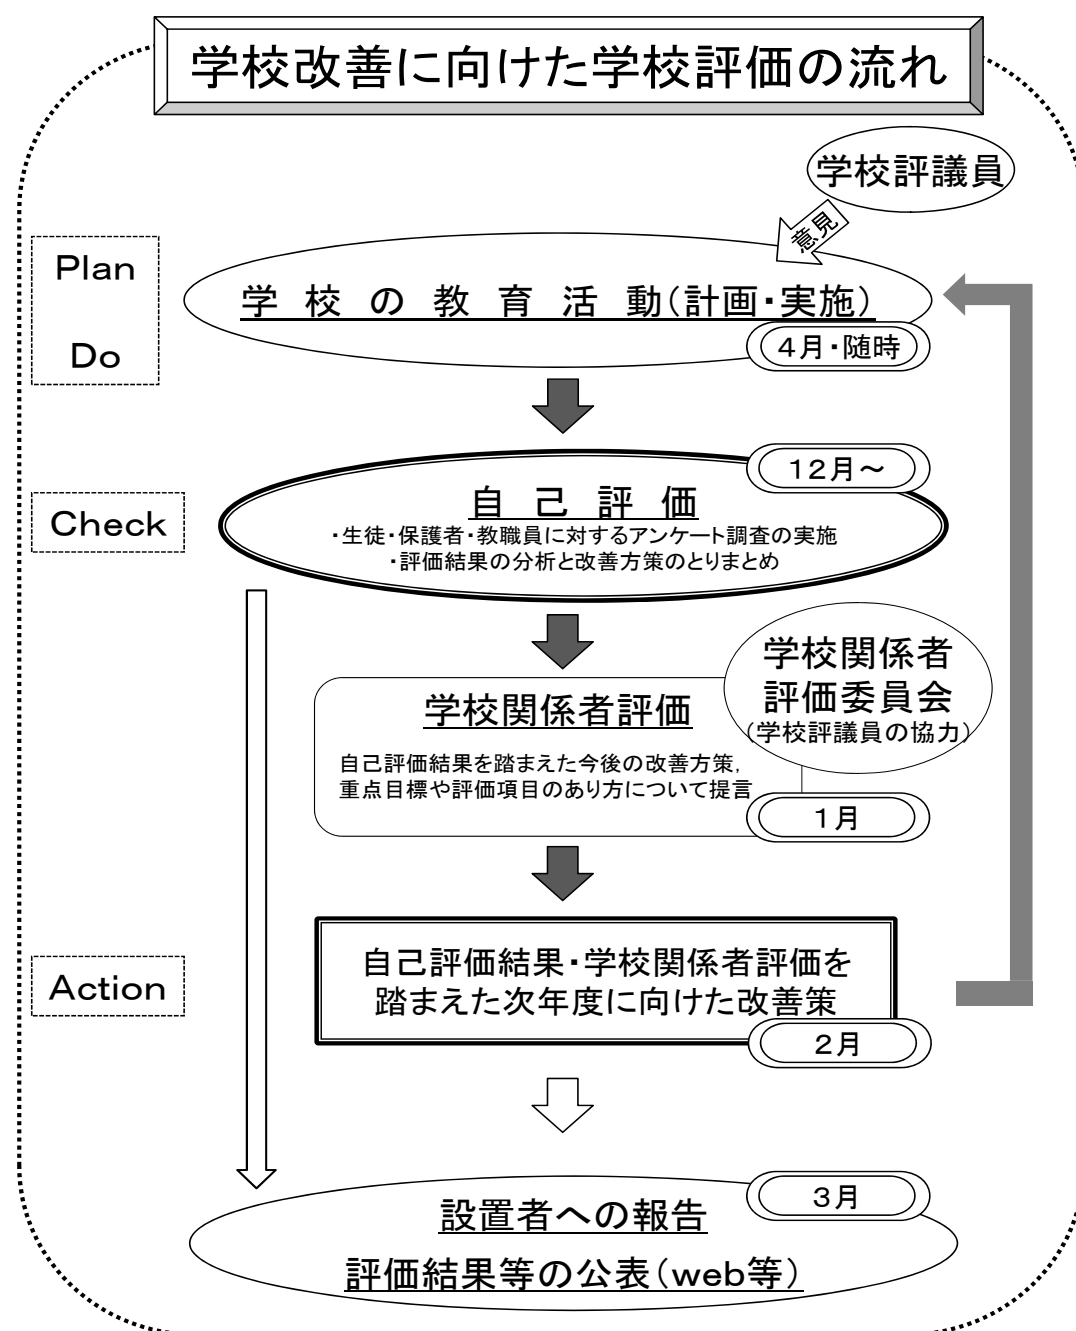 学校改善に向けた学校評価の流れ
学校評議員
意見
Plan
Do
学校の教育活動(計画・実施)
4月・随時
12月～
Check
自己評価
・生徒・保護者・教職員に対するアンケート調査の実施
・評価結果の分析と改善方策のとりまとめ
学校関係者
評価委員会
(学校評議員の協力)
学校関係者評価
自己評価結果を踏まえた今後の改善方策,
重点目標や評価項目のあり方について提言
1月
Action
自己評価結果・学校関係者評価を
踏まえた次年度に向けた改善策
2月
3月
設置者への報告
評価結果等の公表(web等)